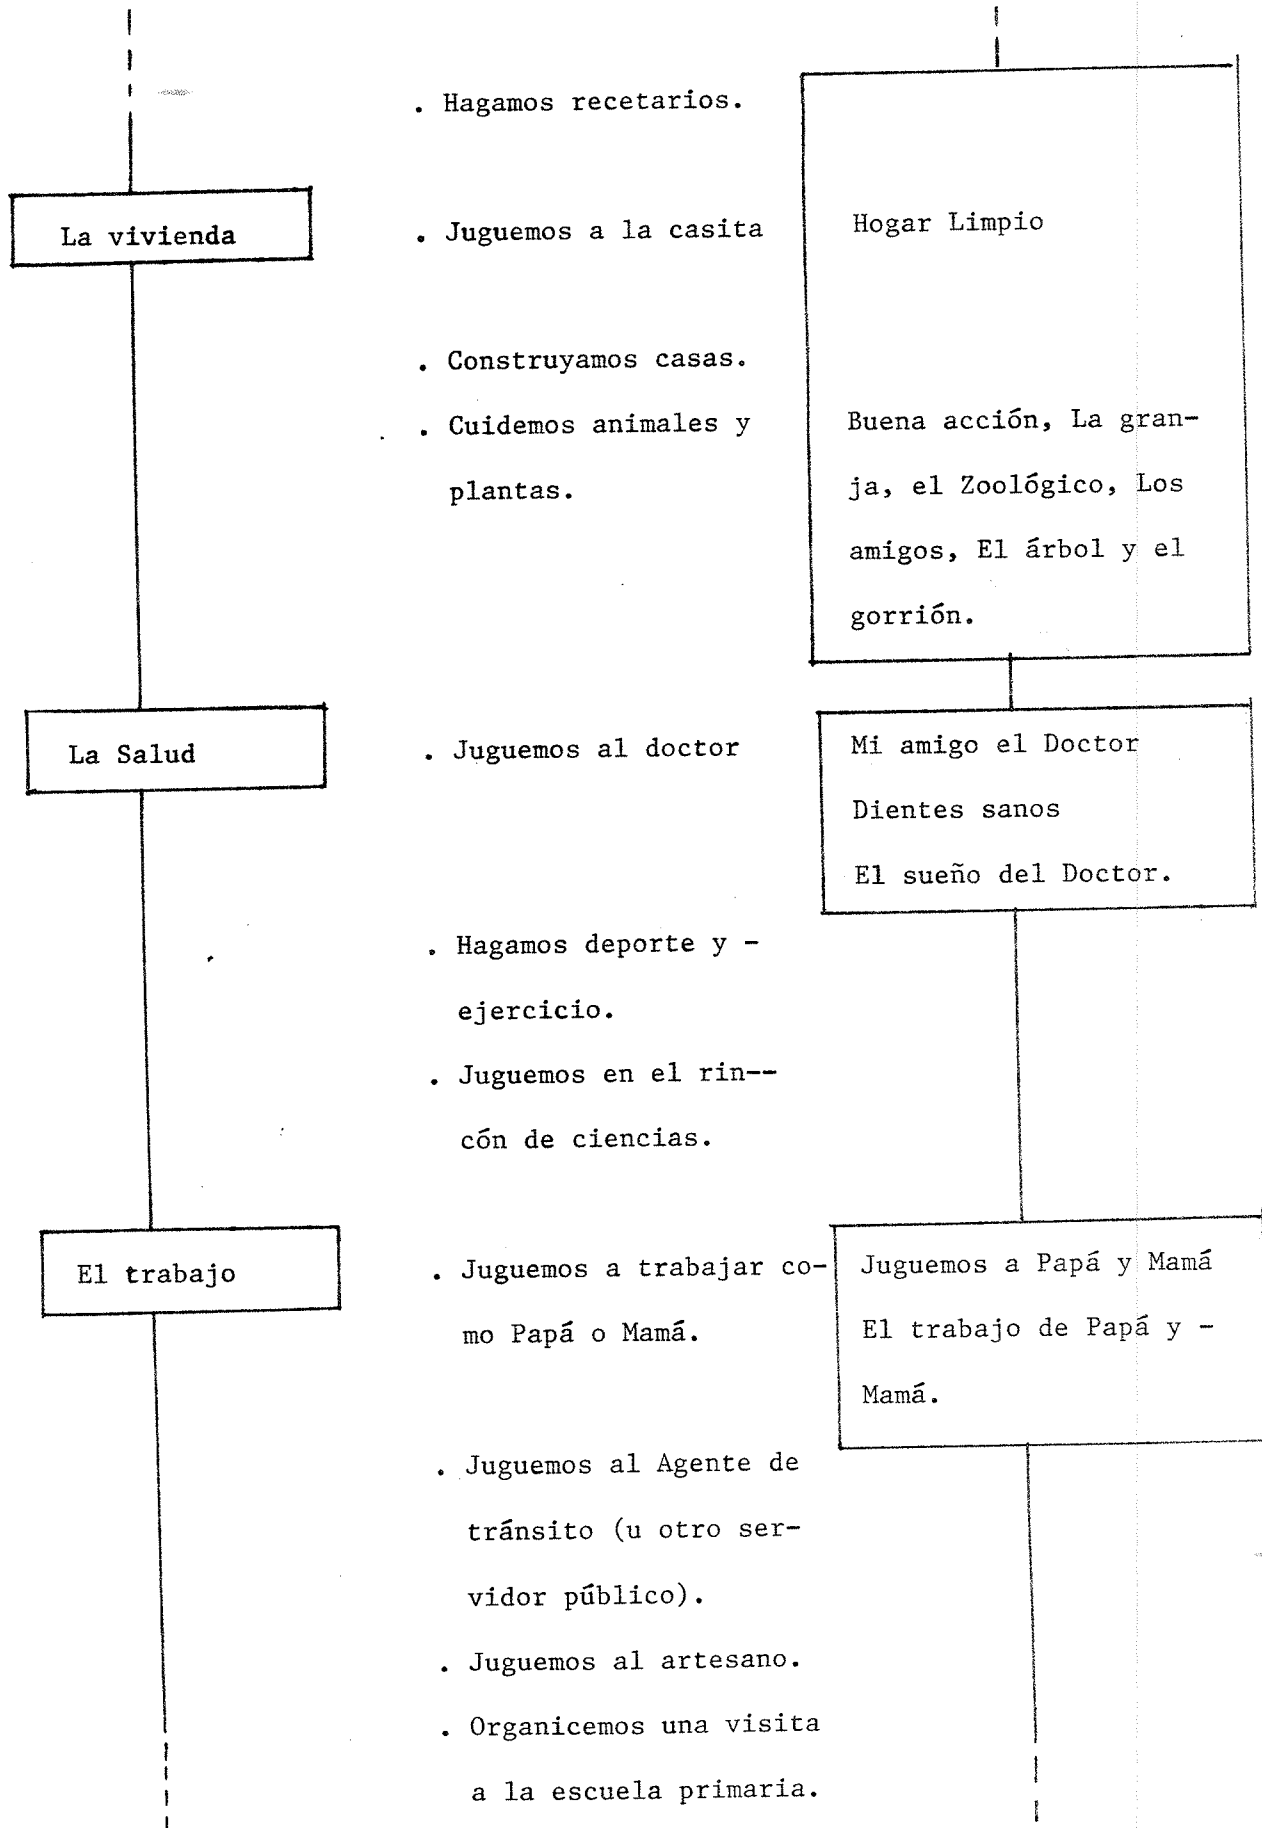 . Hagamos recetarios.
La vivienda
. Juguemos a la casita
Hogar Limpio
. Construyamos casas.
. Cuidemos animales y
plantas.
Buena acción, La gran-
ja, el Zoológico, Los
amigos, El árbol y el
gorrión.
La Salud
. Juguemos al doctor
Mi amigo el Doctor
Dientes sanos
El sueño del Doctor.
. Hagamos deporte y -
ejercicio.
. Juguemos en el rin--
cón de ciencias.
El trabajo
. Juguemos a trabajar co-
mo Papá o Mamá.
Juguemos a Papá y Mamá
El trabajo de Papá y -
Mamá.
. Juguemos al Agente de
tránsito (u otro ser-
vidor público).
. Juguemos al artesano.
. Organicemos una visita
a la escuela primaria.